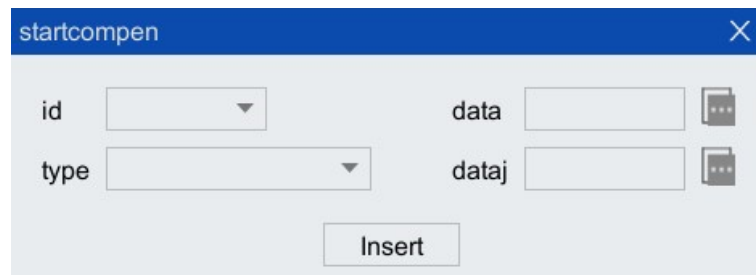 startcompen
id data
type dataj
Insert